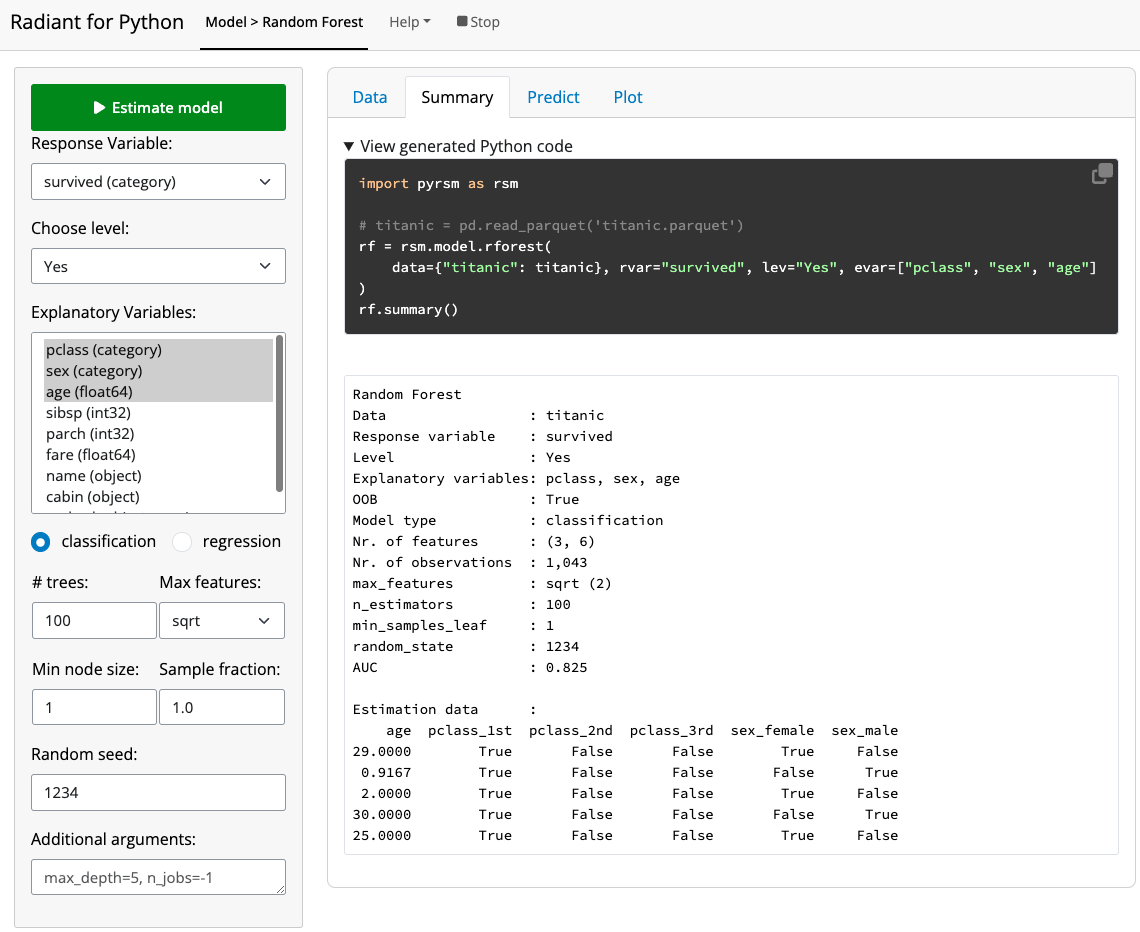 Radiant for Python
Model > Random Forest
Help
Stop
Estimate model
Response Variable:
survived (category)
Choose level:
Yes
Explanatory Variables:
pclass (category)
sex (category)
age (float64)
sibsp (int32)
parch (int32)
fare (float64)
name (object)
cabin (object)
classification
regression
# trees:
Max features:
100
sqrt
Min node size:
Sample fraction:
1
1.0
Random seed:
1234
Additional arguments:
max_depth=5, n_jobs=-1
Data
Summary
Predict
Plot
▼ View generated Python code
import pyrsm as rsm
# titanic = pd.read_parquet('titanic.parquet')
rf = rsm.model.rforest(
    data={"titanic": titanic}, rvar="survived", lev="Yes", evar=["pclass", "sex", "age"]
)
rf.summary()
Random Forest
Data                 : titanic
Response variable    : survived
Level                : Yes
Explanatory variables: pclass, sex, age
OOB                  : True
Model type           : classification
Nr. of features      : (3, 6)
Nr. of observations  : 1,043
max_features         : sqrt (2)
n_estimators         : 100
min_samples_leaf     : 1
random_state         : 1234
AUC                  : 0.825
Estimation data      :
    age  pclass_1st  pclass_2nd  pclass_3rd  sex_female  sex_male
29.0000        True       False       False        True     False
 0.9167        True       False       False       False      True
 2.0000        True       False       False        True     False
30.0000        True       False       False       False      True
25.0000        True       False       False        True     False